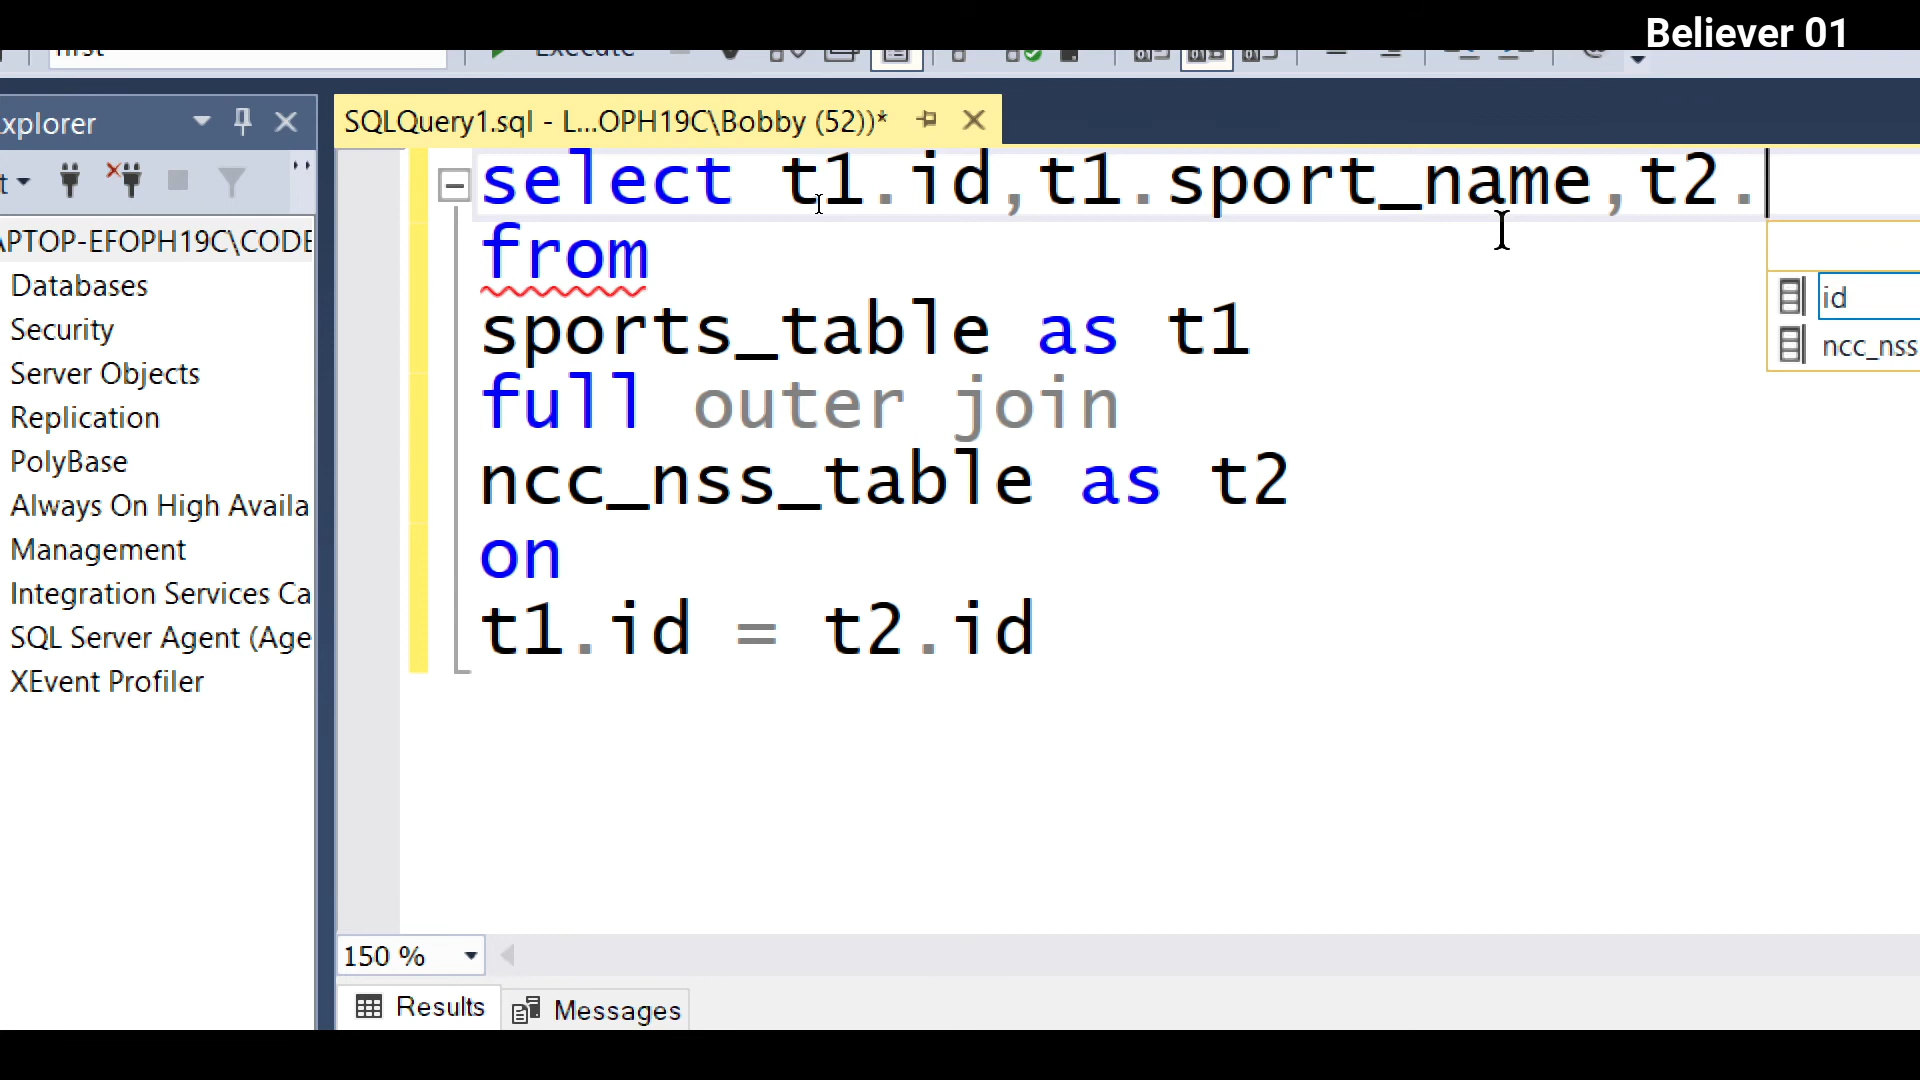 Believer 01
first Execute
xplorer
SQLQuery1.sql - L...OPH19C\Bobby (52))*
t
APTOP-EFOPH19C\CODE
Databases
Security
Server Objects
Replication
PolyBase
Always On High Availa
Management
Integration Services Ca
SQL Server Agent (Age
XEvent Profiler
select t1.id,t1.sport_name,t2.
from
sports_table as t1
full outer join
ncc_nss_table as t2
on
t1.id = t2.id
id
ncc_nss
150 %
Results Messages